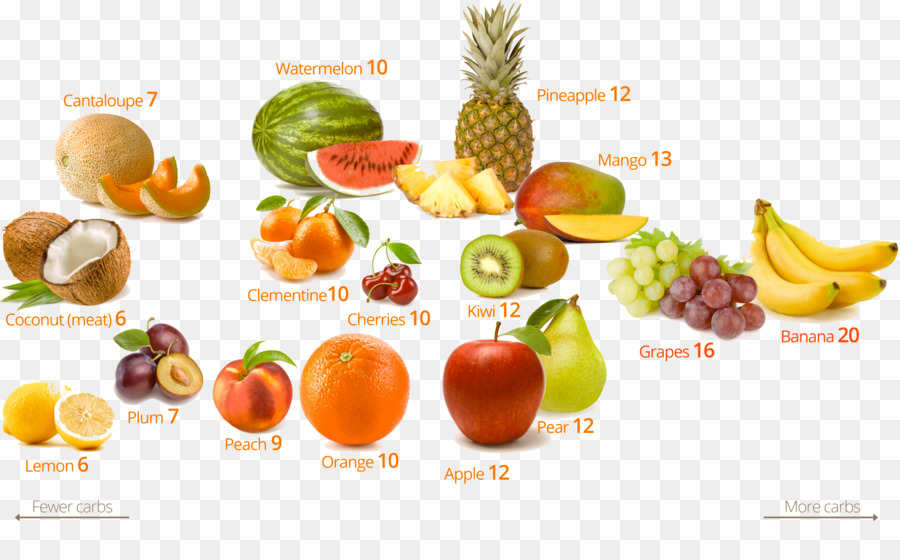 Watermelon 10
Cantaloupe 7
Pineapple 12
Mango 13
Clementine10
Coconut (meat) 6
Cherries 10
Kiwi 12
Grapes 16
Banana 20
Plum 7
Peach 9
Orange 10
Pear 12
Lemon 6
Apple 12
Fewer carbs
More carbs